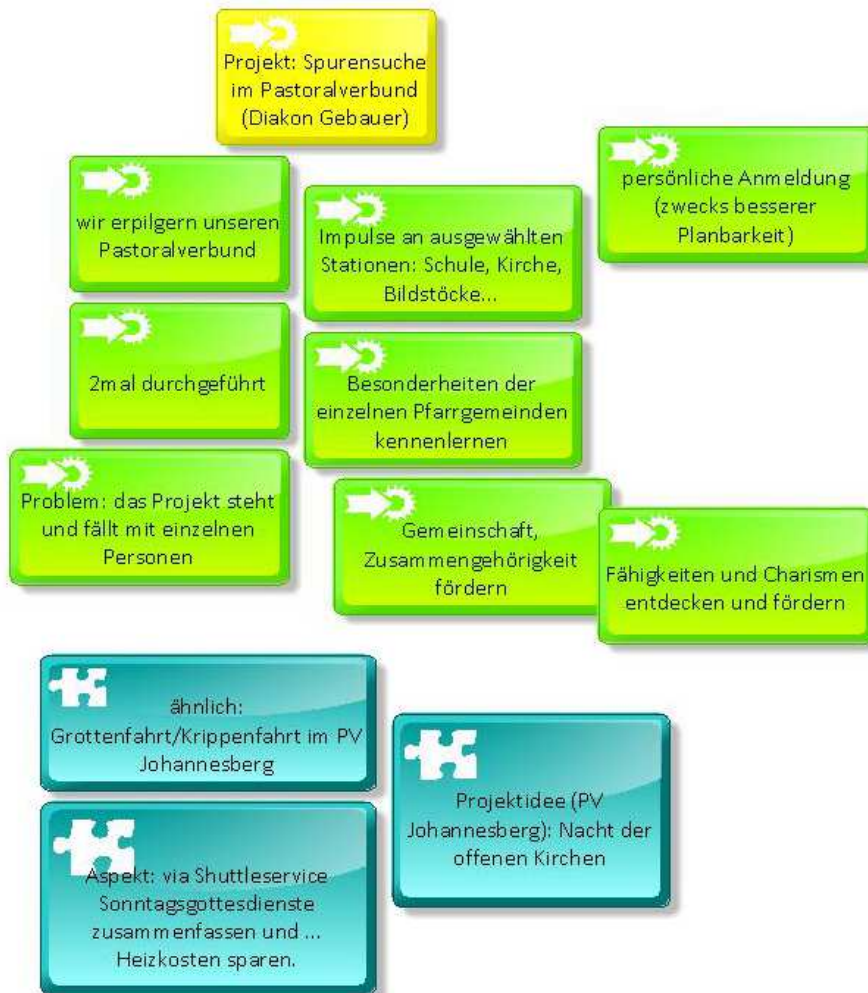 Projekt: Spurensuche
im Pastoralverbund
(Diakon Gebauer)
wir erpilgern unseren
Pastoralverbund
Impulse an ausgewählten
Stationen: Schule, Kirche,
Bildstöcke...
persönliche Anmeldung
(zwecks besserer
Planbarkeit)
2mal durchgeführt
Besonderheiten der
einzelnen Pfarrgemeinden
kennenlernen
Problem: das Projekt steht
und fällt mit einzelnen
Personen
Gemeinschaft,
Zusammengehörigkeit
fördern
Fähigkeiten und Charismen
entdecken und fördern
ähnlich:
Grottenfahrt/Krippenfahrt im PV
Johannesberg
Projektidee (PV
Johannesberg): Nacht der
offenen Kirchen
Aspekt: via Shuttleservice
Sonntagsgottesdienste
zusammenfassen und ...
Heizkosten sparen.